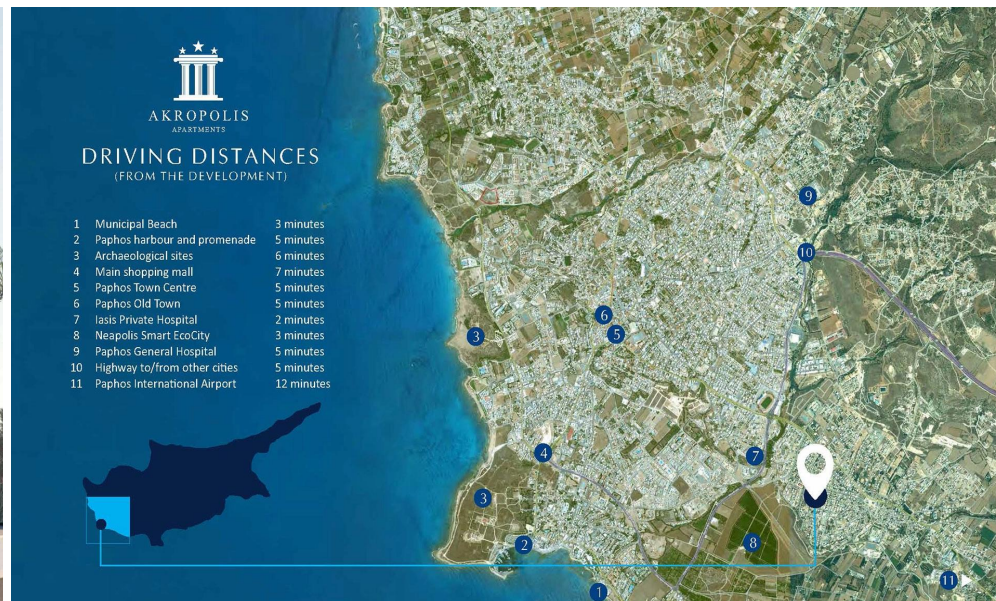 AKROPOLIS
APARTMENTS
DRIVING DISTANCES
(FROM THE DEVELOPMENT)
1 Municipal Beach 3 minutes
2 Paphos harbour and promenade 5 minutes
3 Archaeological sites 6 minutes
4 Main shopping mall 7 minutes
5 Paphos Town Centre 5 minutes
6 Paphos Old Town 5 minutes
7 Iasis Private Hospital 2 minutes
8 Neapolis Smart EcoCity 3 minutes
9 Paphos General Hospital 5 minutes
10 Highway to/from other cities 5 minutes
11 Paphos International Airport 12 minutes
9
10
6
5
3
4
7
3
8
2
11
1